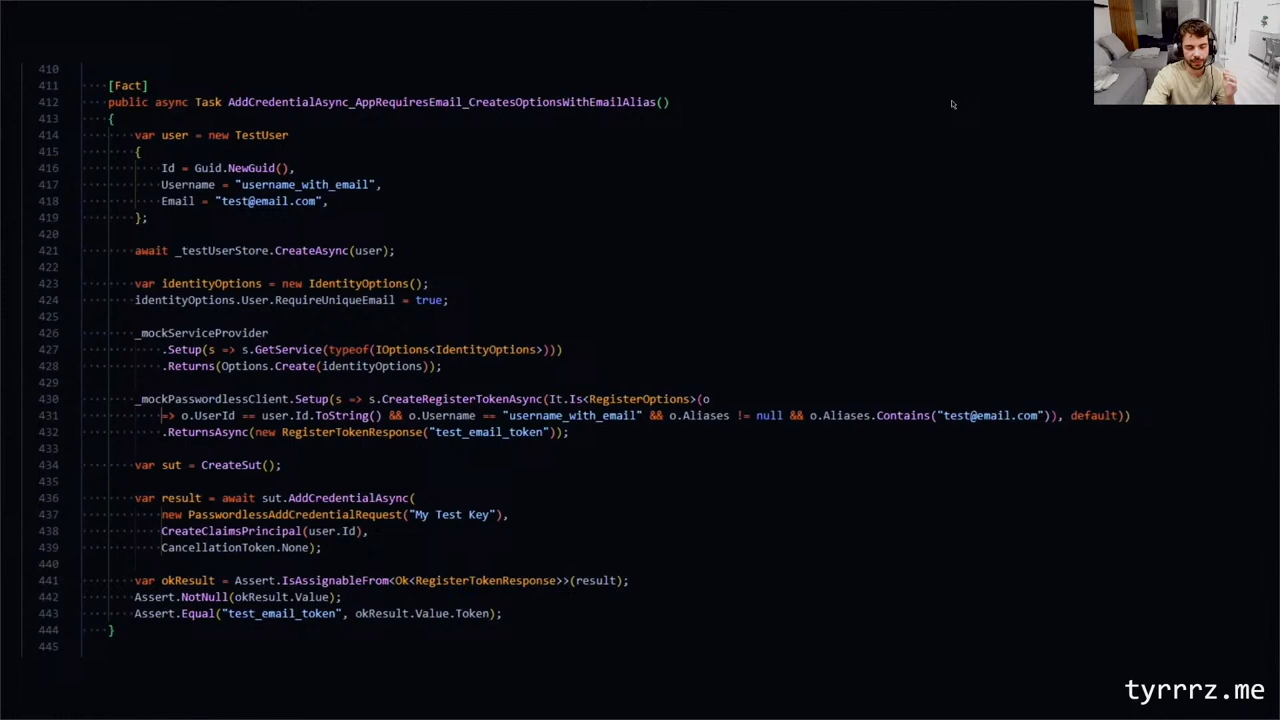 410
411 [Fact]
412 public async Task AddCredentialAsync_AppRequiresEmail_CreatesOptionsWithEmailAlias()
413 {
414 var user = new TestUser
415 {
416 Id = Guid.NewGuid(),
417 Username = "username_with_email",
418 Email = "test@email.com",
419 };
420
421 await _testUserStore.CreateAsync(user);
422
423 var identityOptions = new IdentityOptions();
424 identityOptions.User.RequireUniqueEmail = true;
425
426 _mockServiceProvider
427 .Setup(s => s.GetService(typeof(IOptions<IdentityOptions>)))
428 .Returns(Options.Create(identityOptions));
429
430 _mockPasswordlessClient.Setup(s => s.CreateRegisterTokenAsync(It.Is<RegisterOptions>(o
431 => o.UserId == user.Id.ToString() && o.Username == "username_with_email" && o.Aliases != null && o.Aliases.Contains("test@email.com")), default))
432 .ReturnsAsync(new RegisterTokenResponse("test_email_token"));
433
434 var sut = CreateSut();
435
436 var result = await sut.AddCredentialAsync(
437 new PasswordlessAddCredentialRequest("My Test Key"),
438 CreateClaimsPrincipal(user.Id),
439 CancellationToken.None);
440
441 var okResult = Assert.IsAssignableFrom<Ok<RegisterTokenResponse>>(result);
442 Assert.NotNull(okResult.Value);
443 Assert.Equal("test_email_token", okResult.Value.Token);
444 }
445
tyrrrz.me